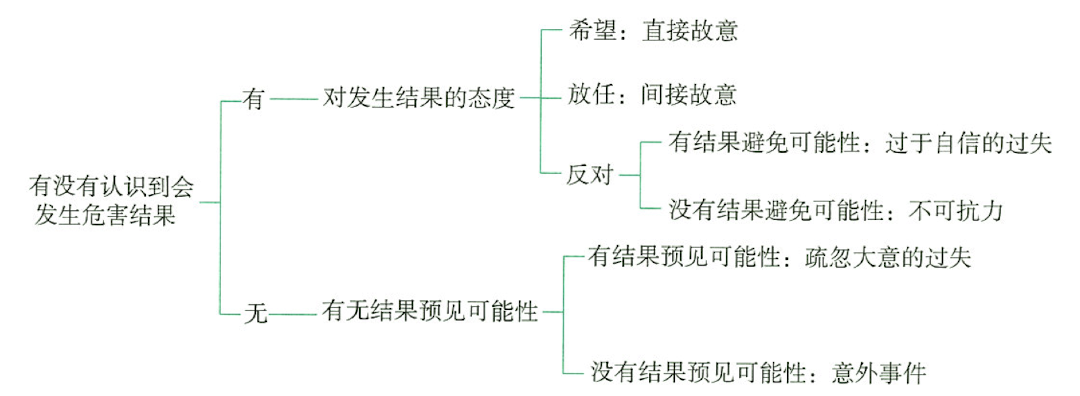 有没有认识到会
发生危害结果
有
对发生结果的态度
希望：直接故意
放任：间接故意
反对
有结果避免可能性：过于自信的过失
没有结果避免可能性：不可抗力
无
有无结果预见可能性
有结果预见可能性：疏忽大意的过失
没有结果预见可能性：意外事件